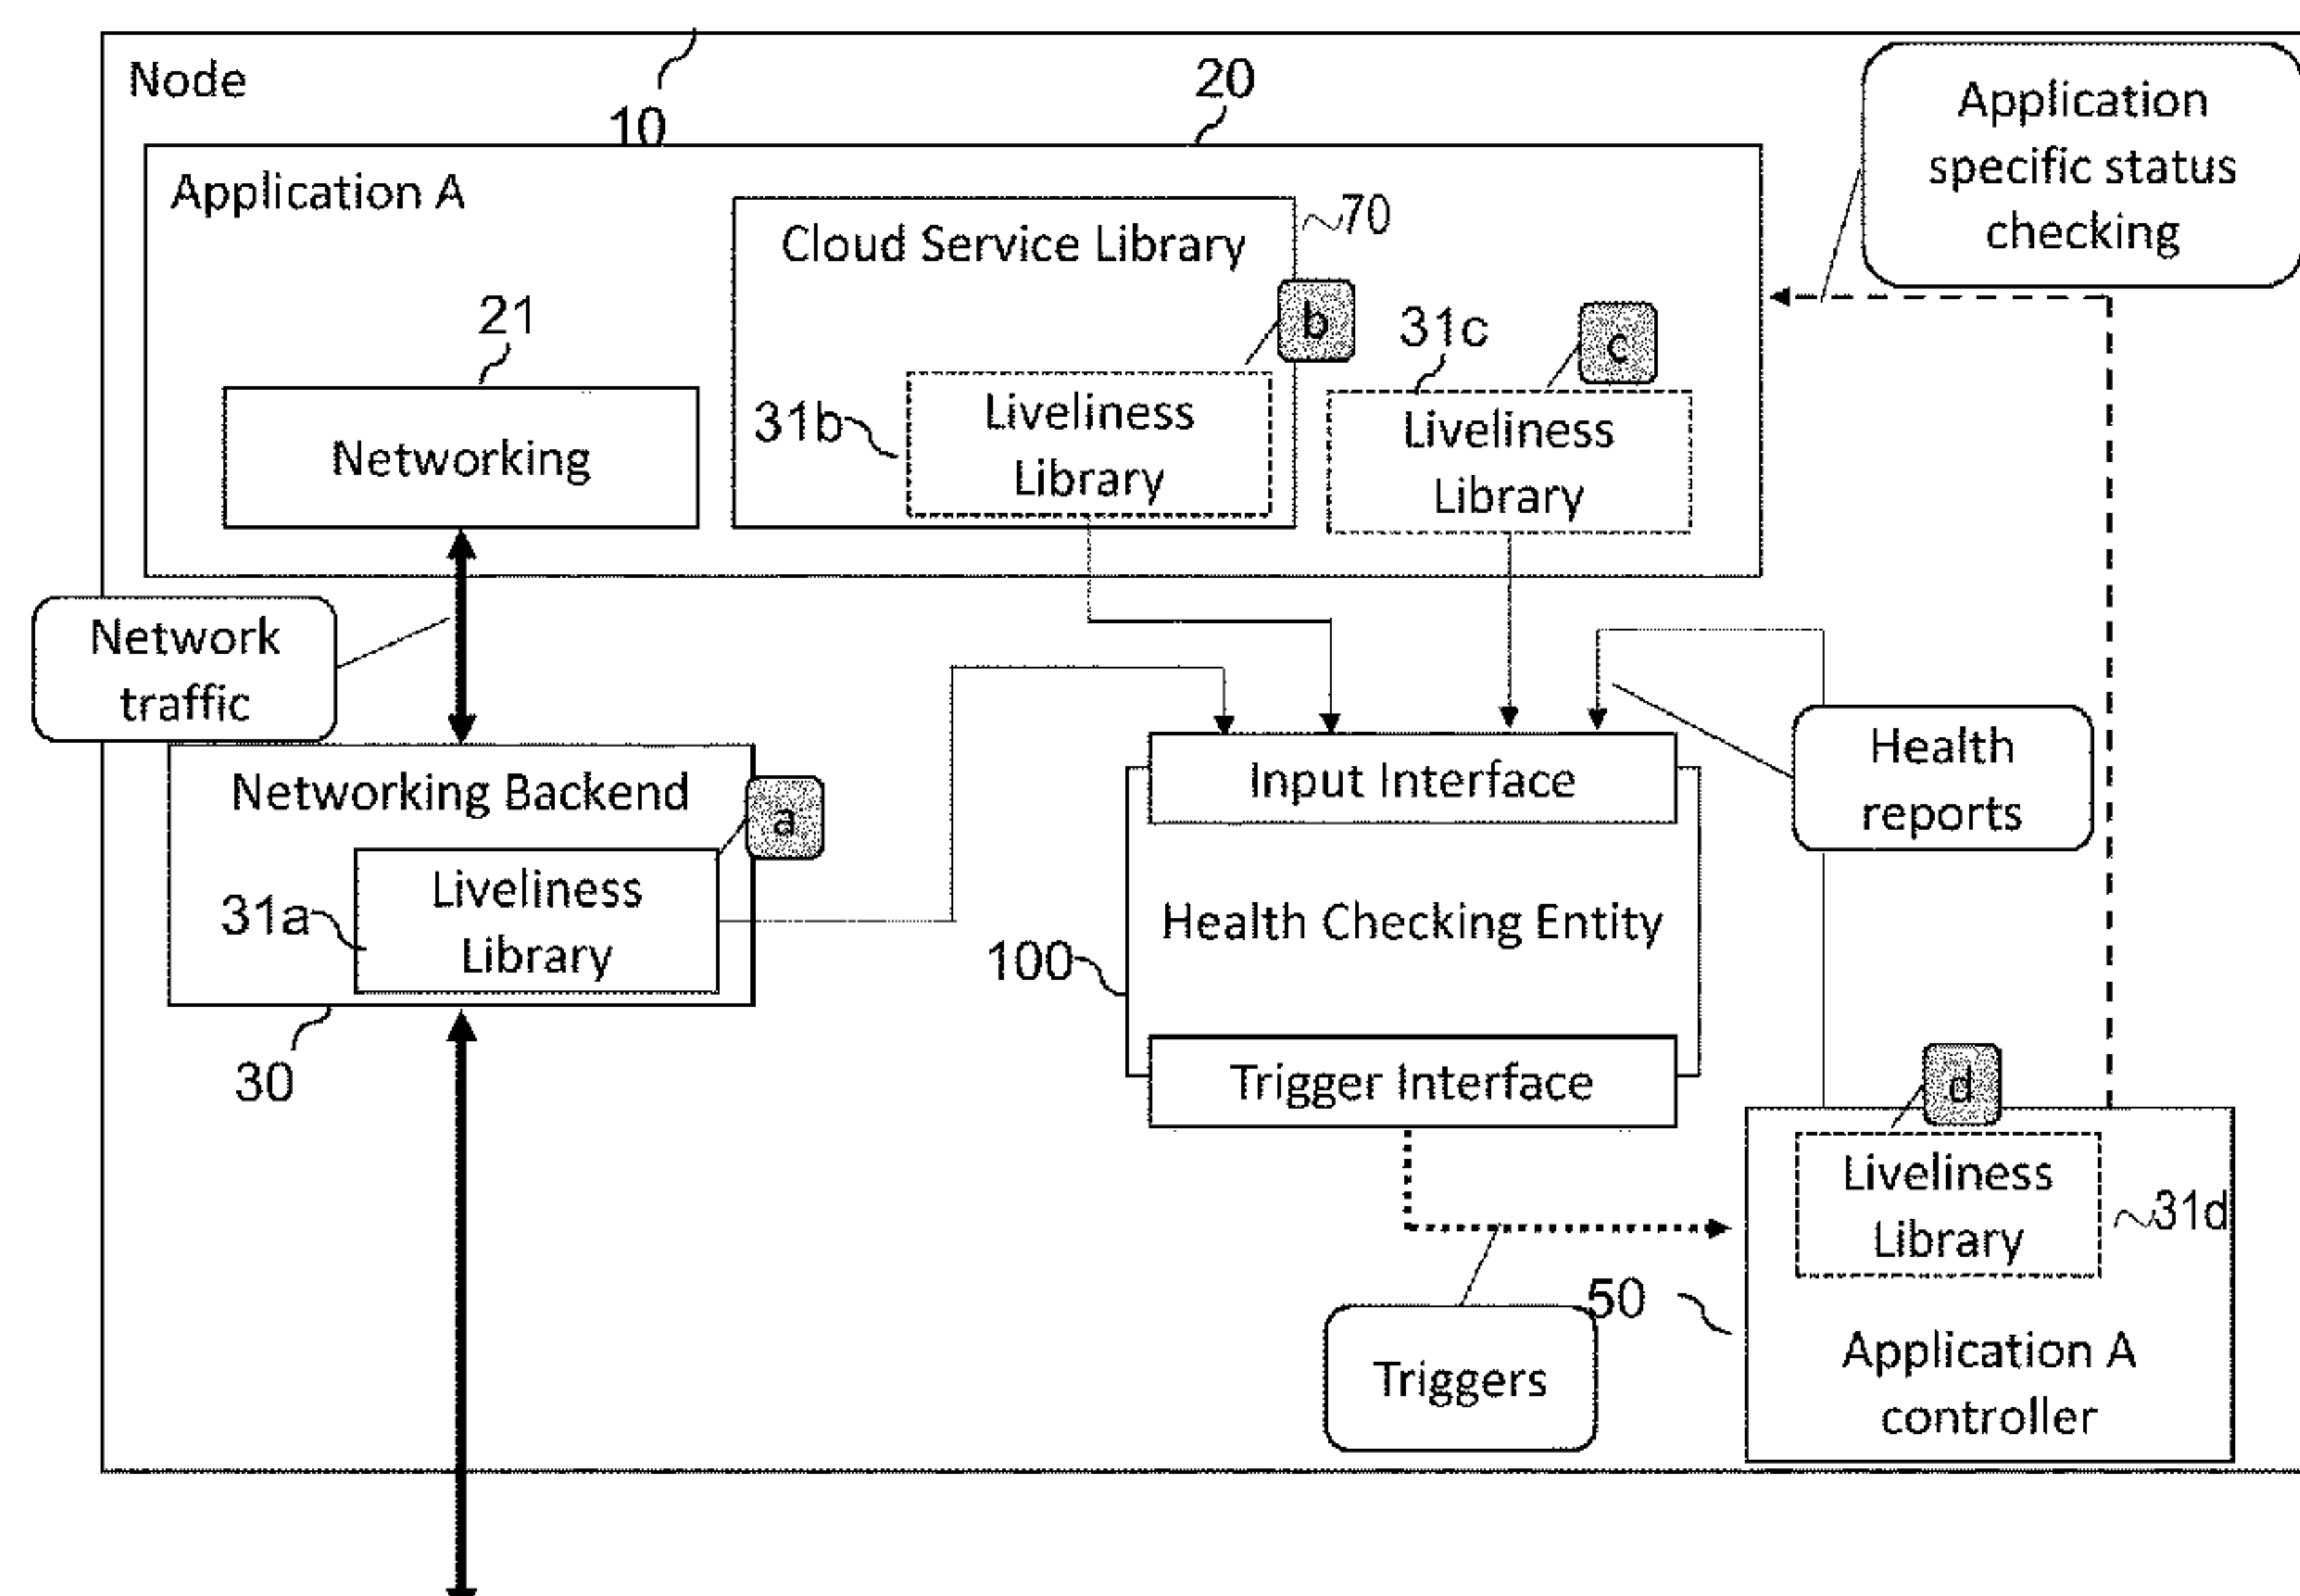 Node
10
20
Application
specific status
checking
Application A
Cloud Service Library
70
b
c
21
31c
31b
Liveliness
Library
Liveliness
Library
Networking
Network
traffic
Networking Backend
a
Liveliness
Library
31a
30
Input Interface
Health Checking Entity
100
Trigger Interface
Health
reports
d
Liveliness
Library
31d
50
Triggers
Application A
controller